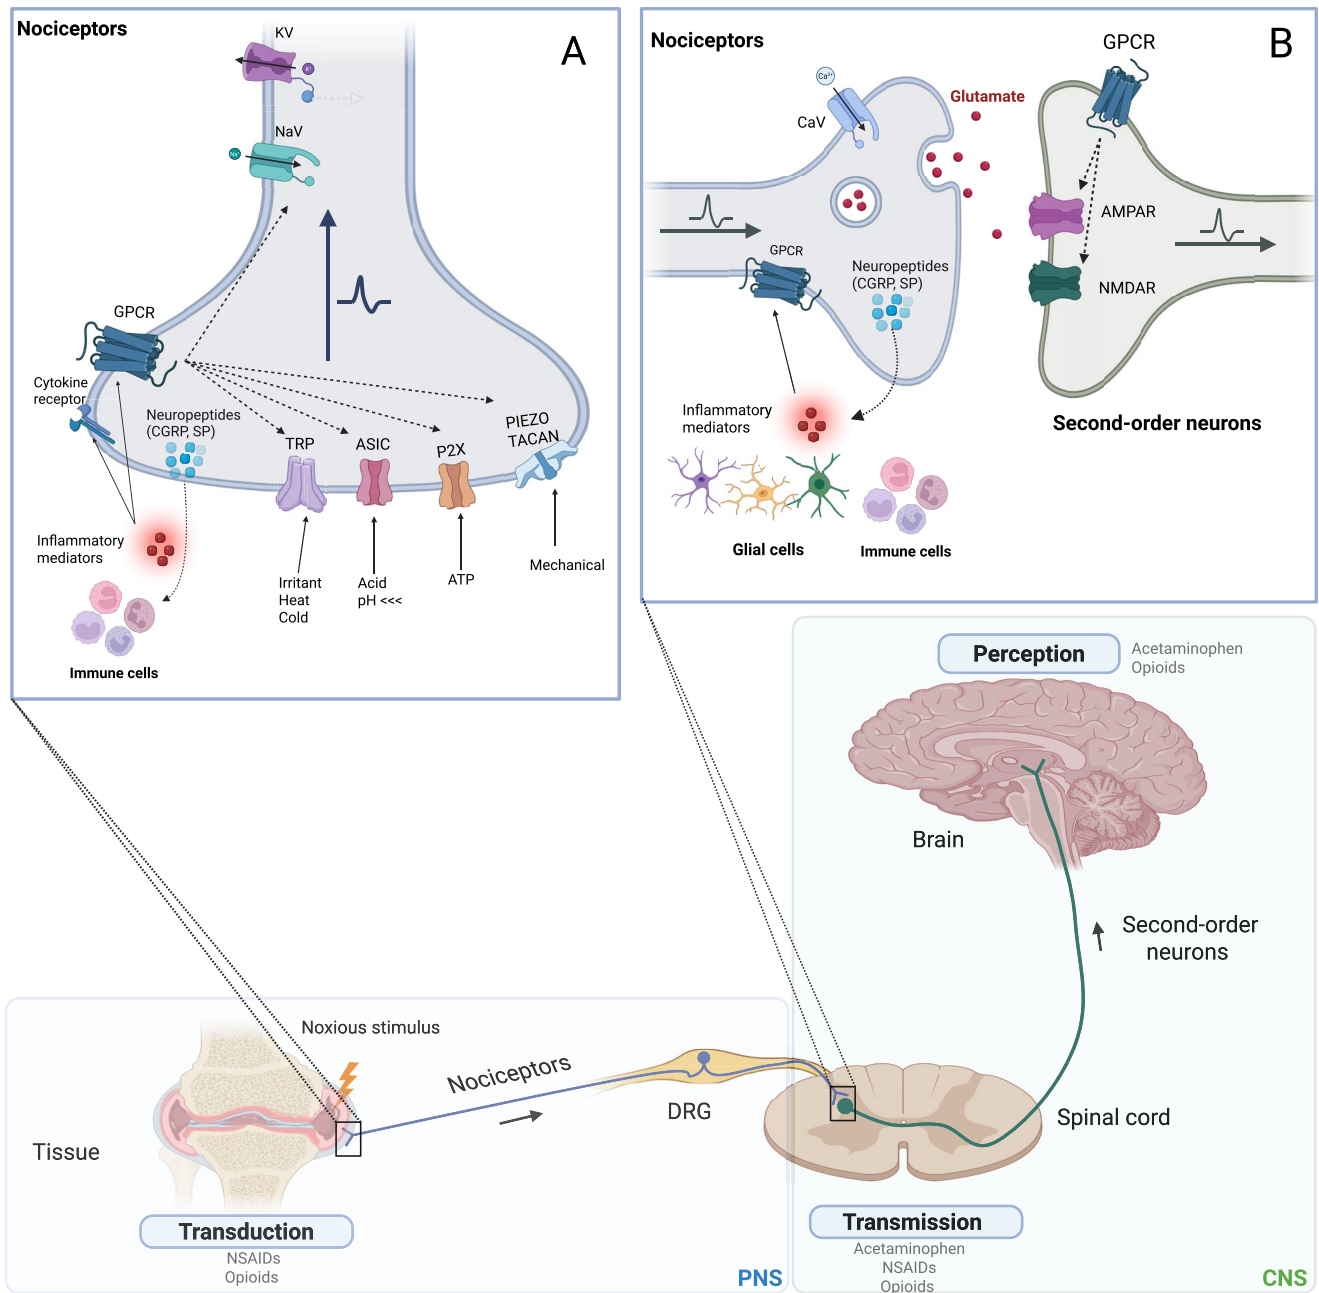 Nociceptors
A
KV
K⁺
NaV
Na⁺
GPCR
Cytokine
receptor
Neuropeptides
(CGRP, SP)
TRP
ASIC
P2X
PIEZO
TACAN
Inflammatory
mediators
Irritant
Heat
Cold
Acid
pH <<<
ATP
Mechanical
Immune cells
Nociceptors
B
GPCR
Ca²⁺
CaV
Glutamate
AMPAR
NMDAR
GPCR
Neuropeptides
(CGRP, SP)
Inflammatory
mediators
Second-order neurons
Glial cells
Immune cells
Perception
Acetaminophen
Opioids
Brain
Second-order
neurons
Noxious stimulus
Nociceptors
DRG
Spinal cord
Tissue
Transduction
NSAIDs
Opioids
PNS
Transmission
Acetaminophen
NSAIDs
Opioids
CNS